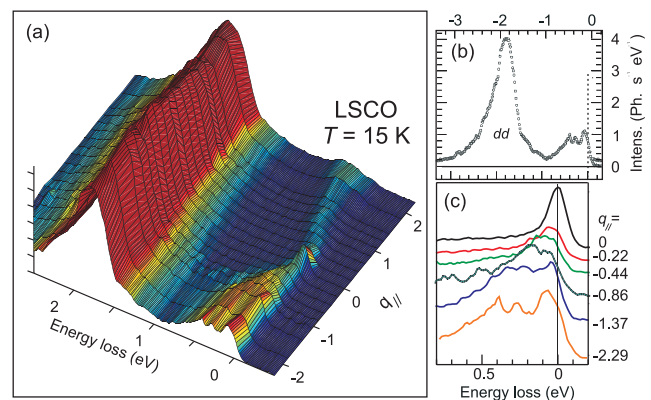 (a)
LSCO
T = 15 K
2
1
0
Energy loss (eV)
2
1
0
-1
-2
q//
-3
-2
-1
0
(b)
dd
4
3
2
1
0
Intens. (Ph. s⁻¹ eV⁻¹)
(c)
q// =
0
-0.22
-0.44
-0.86
-1.37
-2.29
0.5
0
Energy loss (eV)